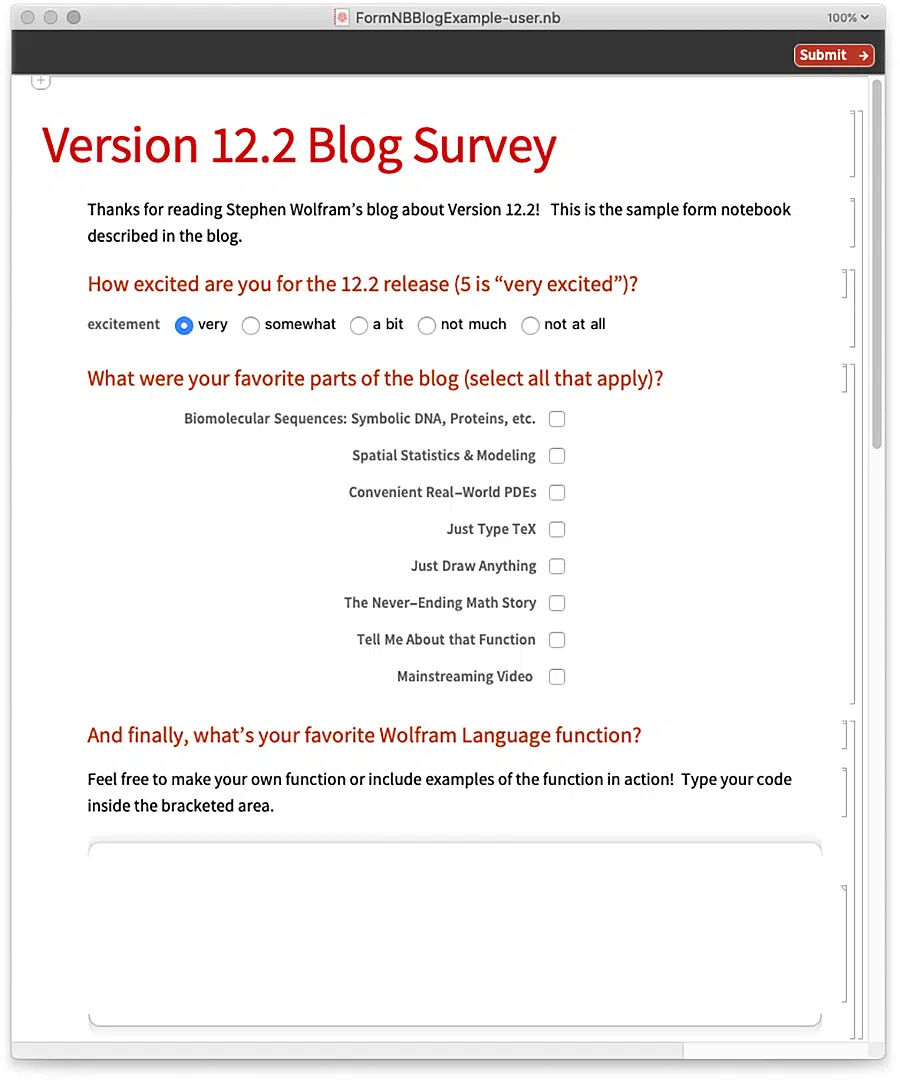 FormNBBlogExample-user.nb
100%
Submit →
+
Version 12.2 Blog Survey
Thanks for reading Stephen Wolfram’s blog about Version 12.2!  This is the sample form notebook
described in the blog.
How excited are you for the 12.2 release (5 is “very excited”)?
excitement very somewhat a bit not much not at all
What were your favorite parts of the blog (select all that apply)?
Biomolecular Sequences: Symbolic DNA, Proteins, etc.
Spatial Statistics & Modeling
Convenient Real–World PDEs
Just Type TeX
Just Draw Anything
The Never–Ending Math Story
Tell Me About that Function
Mainstreaming Video
And finally, what’s your favorite Wolfram Language function?
Feel free to make your own function or include examples of the function in action!  Type your code
inside the bracketed area.